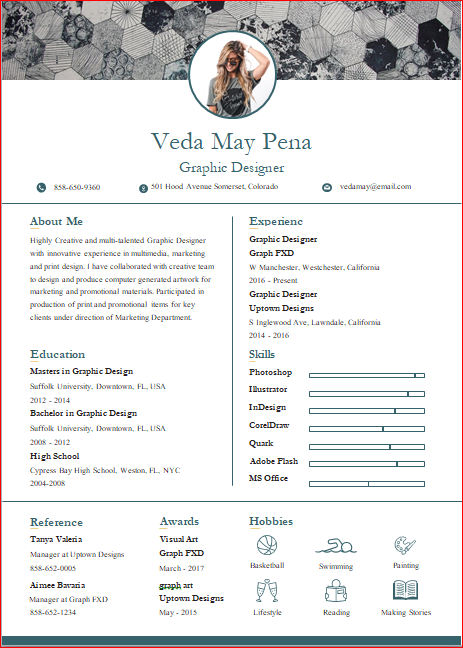 Veda May Pena
Graphic Designer
858-650-9360
501 Hood Avenue Somerset, Colorado
vedamay@email.com
About Me
Highly Creative and multi-talented Graphic Designer
with innovative experience in multimedia, marketing
and print design. I have collaborated with creative team
to design and produce computer generated artwork for
marketing and promotional materials. Participated in
production of print and promotional items for key
clients under direction of Marketing Department.
Experienc
Graphic Designer
Graph FXD
W Manchester, Westchester, California
2016 - Present
Graphic Designer
Uptown Designs
S Inglewood Ave, Lawndale, California
2014 - 2016
Education
Masters in Graphic Design
Suffolk University, Downtown, FL, USA
2012 - 2014
Bachelor in Graphic Design
Suffolk University, Downtown, FL, USA
2008 - 2012
High School
Cypress Bay High School, Weston, FL, NYC
2004-2008
Skills
Photoshop
Illustrator
InDesign
CorelDraw
Quark
Adobe Flash
MS Office
Reference
Tanya Valeria
Manager at Uptown Designs
858-652-0005
Aimee Bavaria
Manager at Graph FXD
858-652-1234
Awards
Visual Art
Graph FXD
March - 2017
graph art
Uptown Designs
May - 2015
Hobbies
Basketball
Swimming
Painting
Lifestyle
Reading
Making Stories